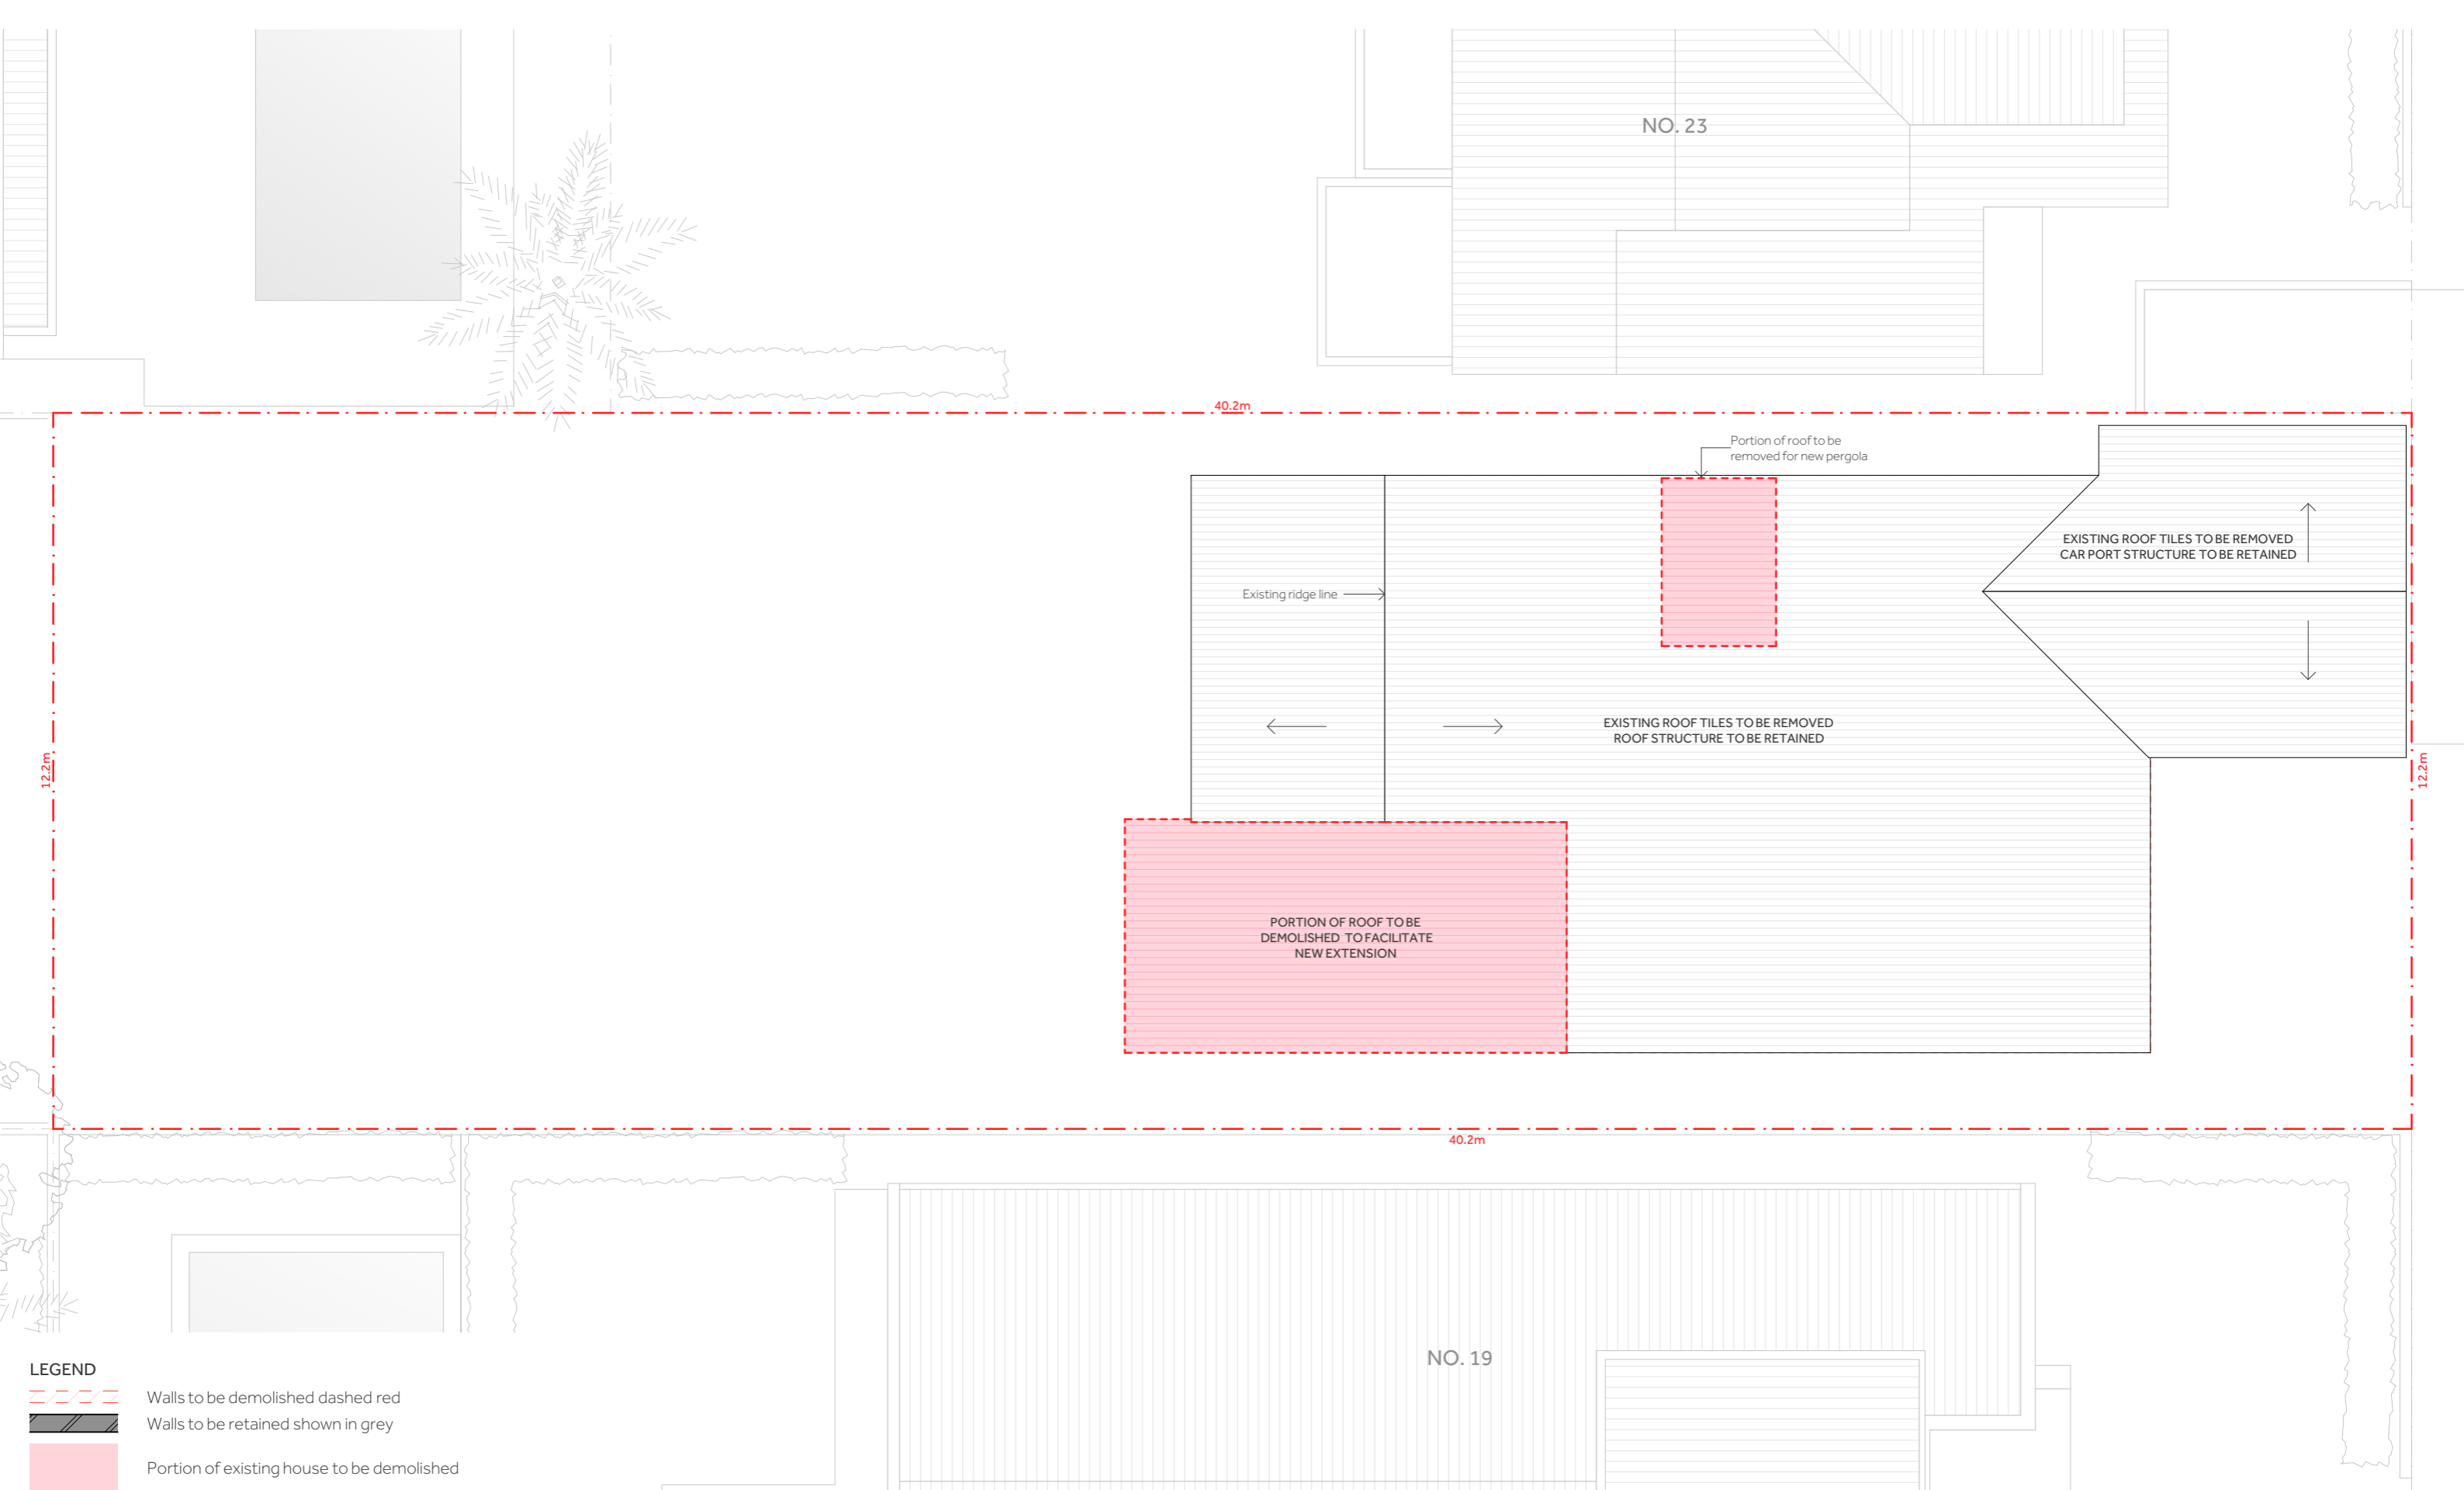 NO. 23
40.2m
Portion of roof to be
removed for new pergola
EXISTING ROOF TILES TO BE REMOVED
CAR PORT STRUCTURE TO BE RETAINED
Existing ridge line
EXISTING ROOF TILES TO BE REMOVED
ROOF STRUCTURE TO BE RETAINED
12.2m
12.2m
PORTION OF ROOF TO BE
DEMOLISHED TO FACILITATE
NEW EXTENSION
40.2m
NO. 19
LEGEND
Walls to be demolished dashed red
Walls to be retained shown in grey
Portion of existing house to be demolished